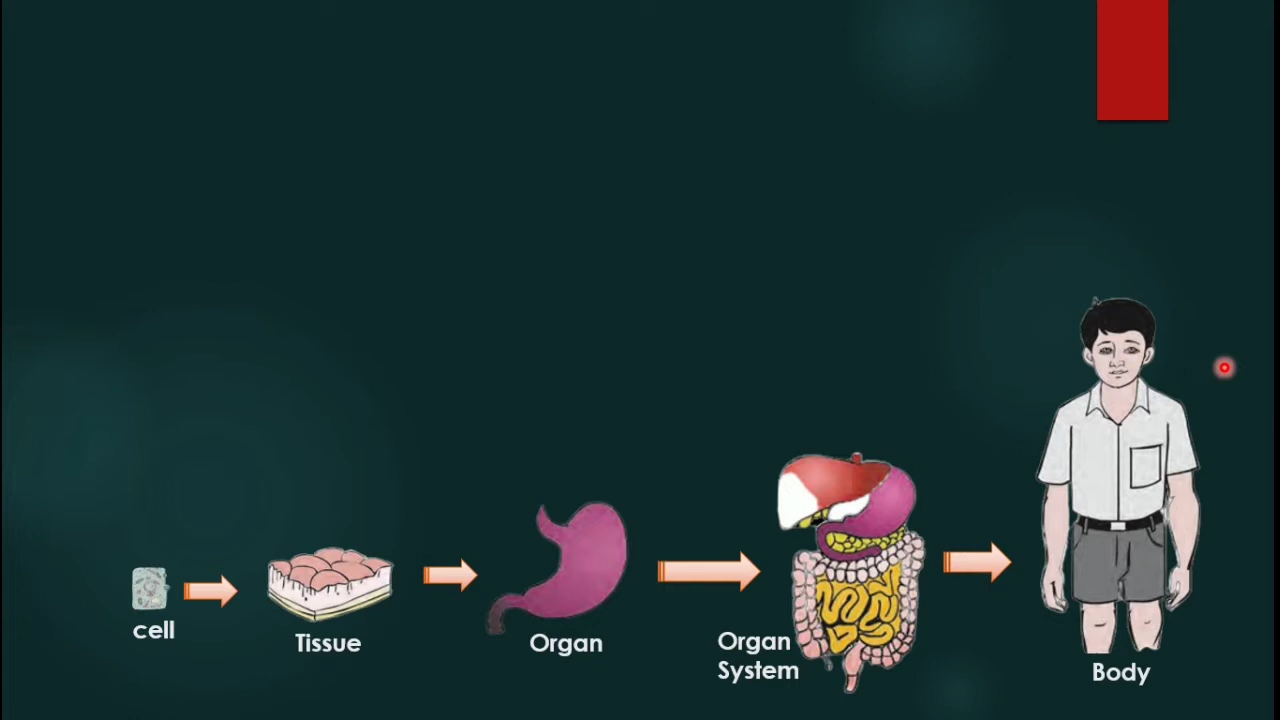 cell
Tissue
Organ
Organ
System
Body